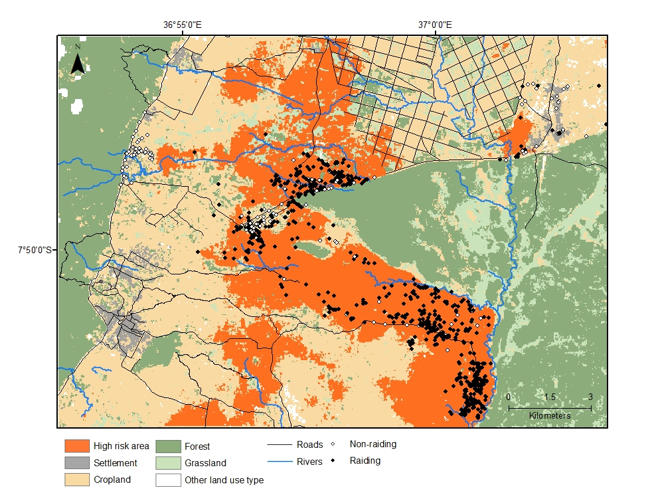 36°55'0"E
37°0'0"E
N
7°50'0"S
0 1.5 3
Kilometers
High risk area
Forest
Roads
Non-raiding
Settlement
Grassland
Rivers
Raiding
Cropland
Other land use type